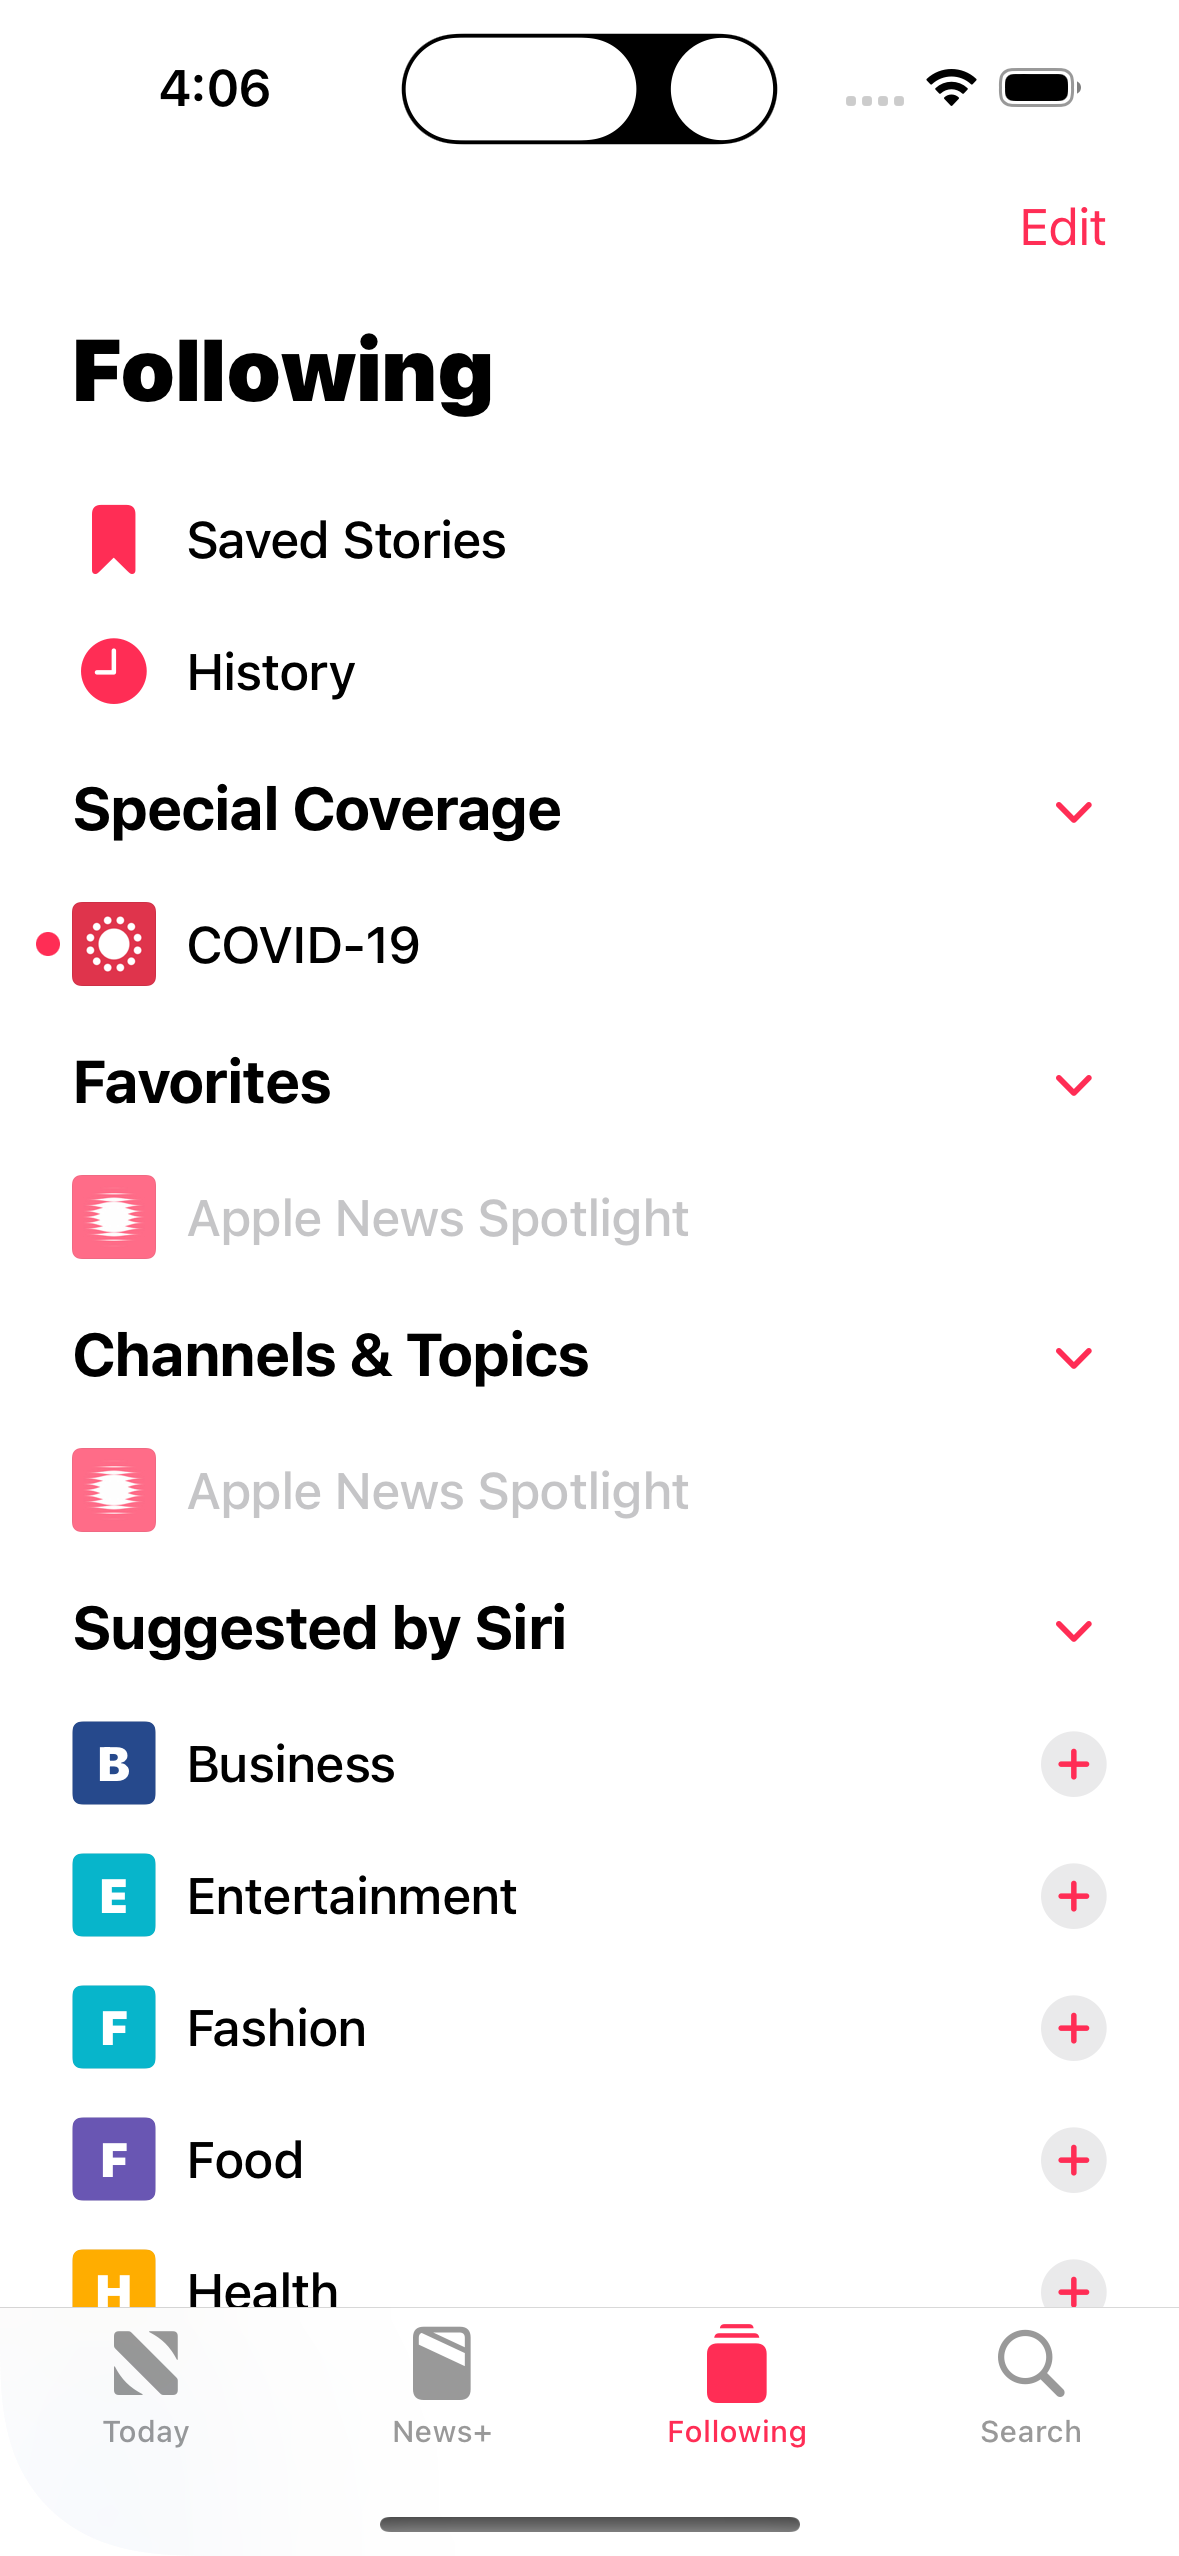 4:06
Edit
Following
Saved Stories
History
Special Coverage
COVID-19
Favorites
Apple News Spotlight
Channels & Topics
Apple News Spotlight
Suggested by Siri
B Business
E Entertainment
F Fashion
F Food
H Health
Today News+ Following Search